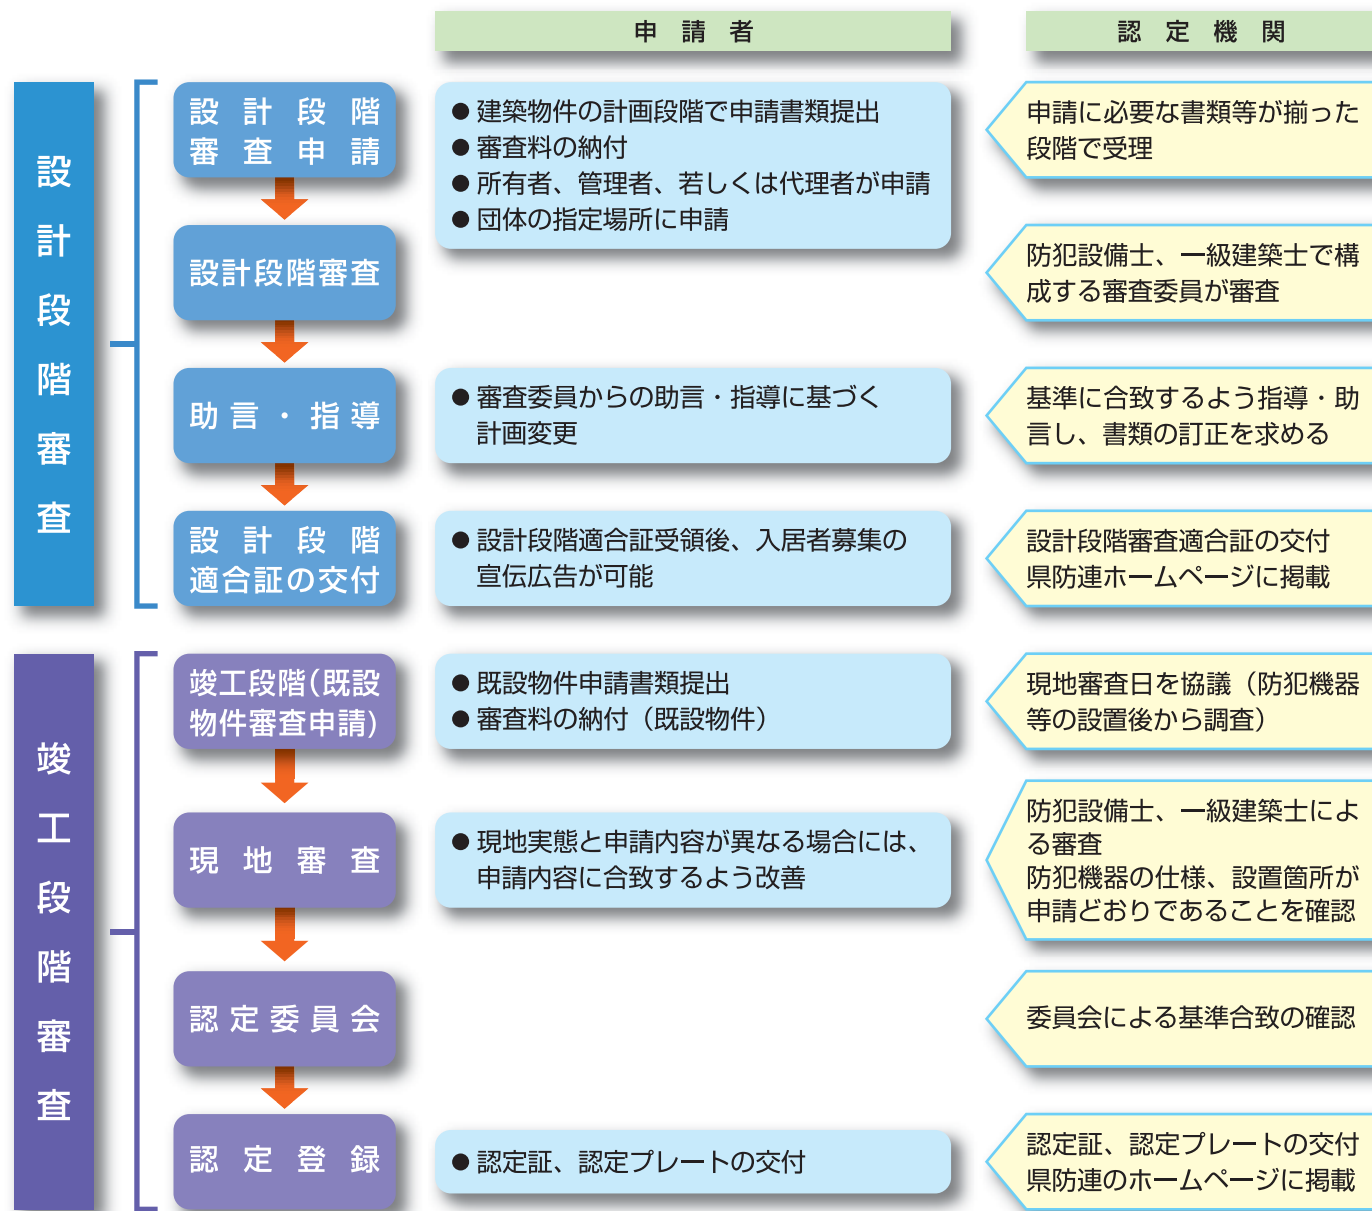 申請者
認定機関
設計段階審査
設計段階
審査申請
● 建築物件の計画段階で申請書類提出
● 審査料の納付
● 所有者、管理者、若しくは代理者が申請
● 団体の指定場所に申請
申請に必要な書類等が揃った
段階で受理
設計段階審査
防犯設備士、一級建築士で構
成する審査委員が審査
助言・指導
● 審査委員からの助言・指導に基づく
計画変更
基準に合致するよう指導・助
言し、書類の訂正を求める
設計段階
適合証の交付
● 設計段階適合証受領後、入居者募集の
宣伝広告が可能
設計段階審査適合証の交付
県防連ホームページに掲載
竣工段階審査
竣工段階(既設
物件審査申請)
● 既設物件申請書類提出
● 審査料の納付（既設物件）
現地審査日を協議（防犯機器
等の設置後から調査）
現地審査
● 現地実態と申請内容が異なる場合には、
申請内容に合致するよう改善
防犯設備士、一級建築士によ
る審査
防犯機器の仕様、設置箇所が
申請どおりであることを確認
認定委員会
委員会による基準合致の確認
認定登録
● 認定証、認定プレートの交付
認定証、認定プレートの交付
県防連のホームページに掲載